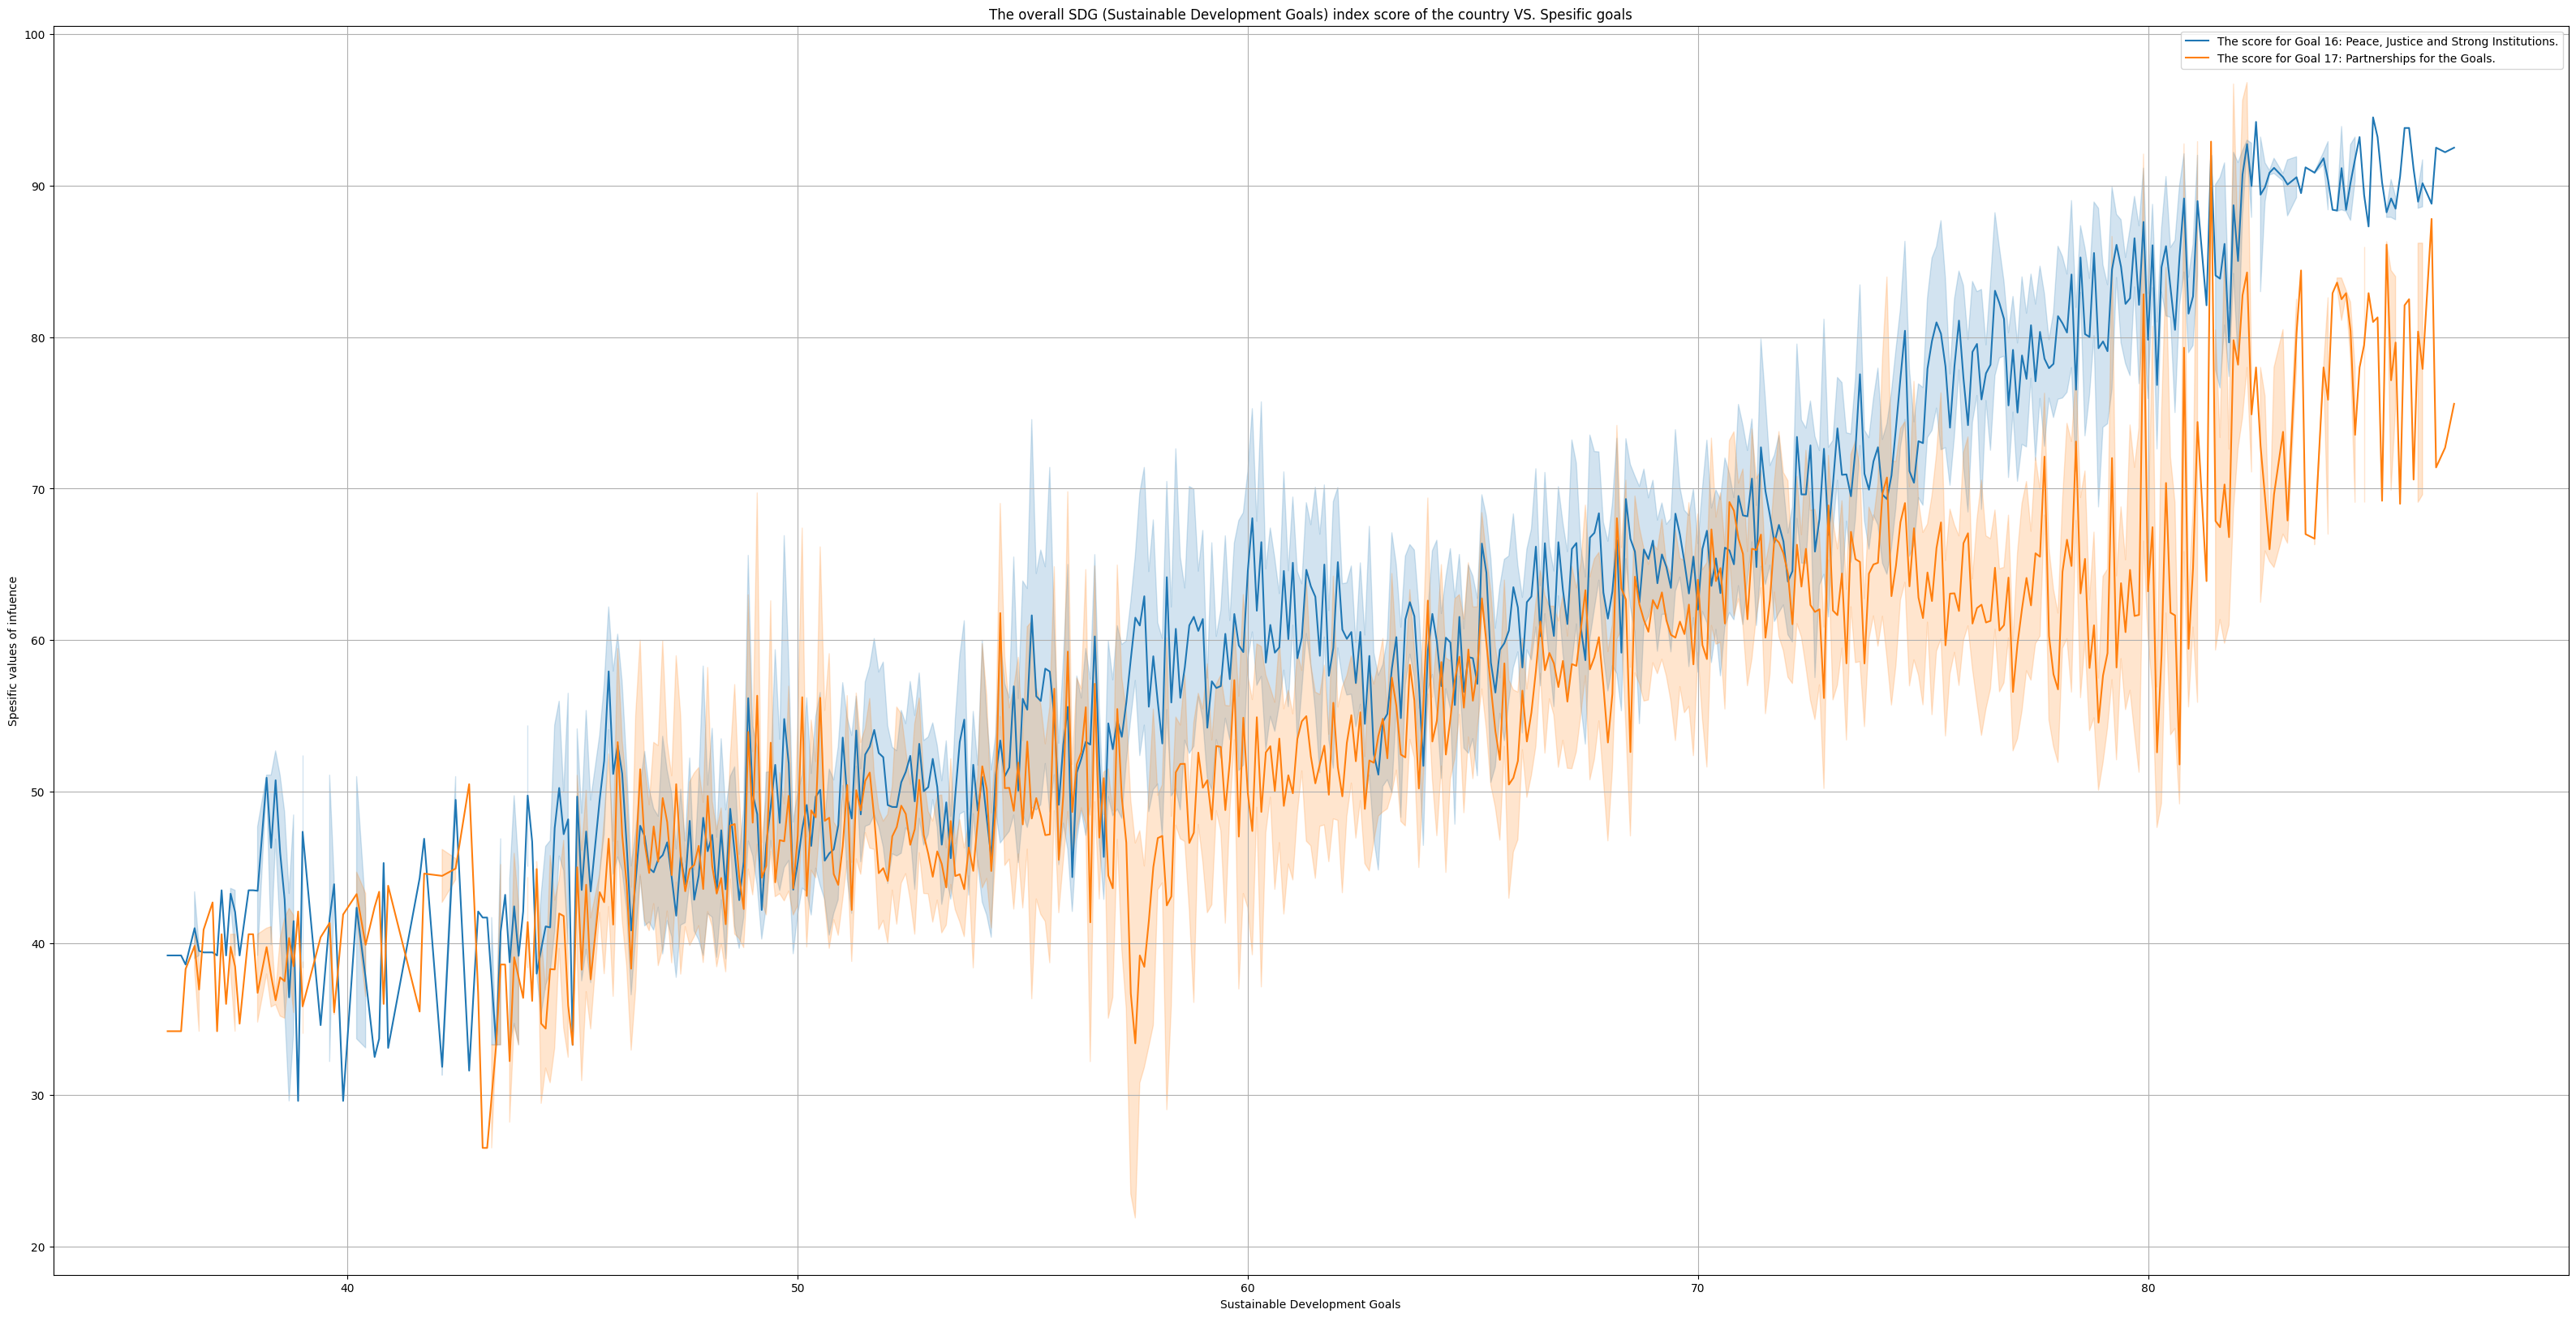 The overall SDG (Sustainable Development Goals) index score of the country VS. Spesific goals
The score for Goal 16: Peace, Justice and Strong Institutions.
The score for Goal 17: Partnerships for the Goals.
Spesific values of infuence
100
90
80
70
60
50
40
30
20
40
50
60
70
80
Sustainable Development Goals